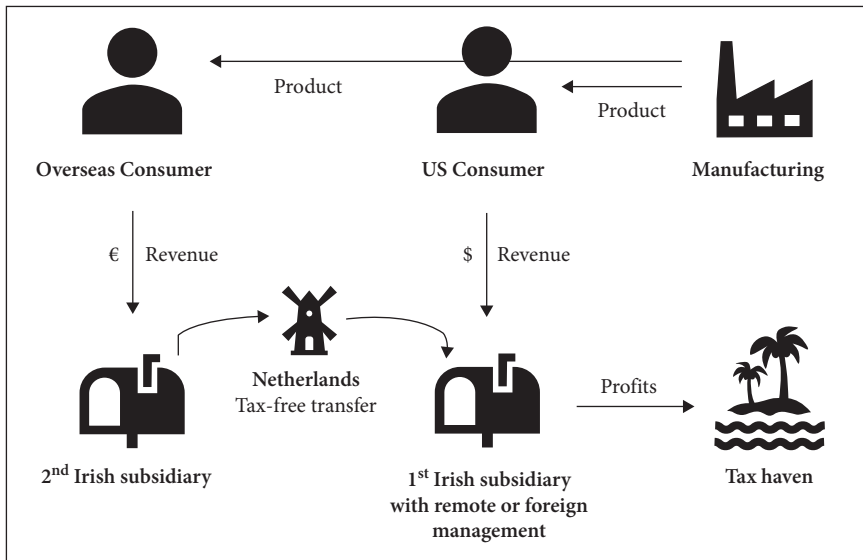 Product
Product
Overseas Consumer
US Consumer
Manufacturing
€ Revenue
$ Revenue
Netherlands
Tax-free transfer
Profits
2nd Irish subsidiary
1st Irish subsidiary
with remote or foreign
management
Tax haven